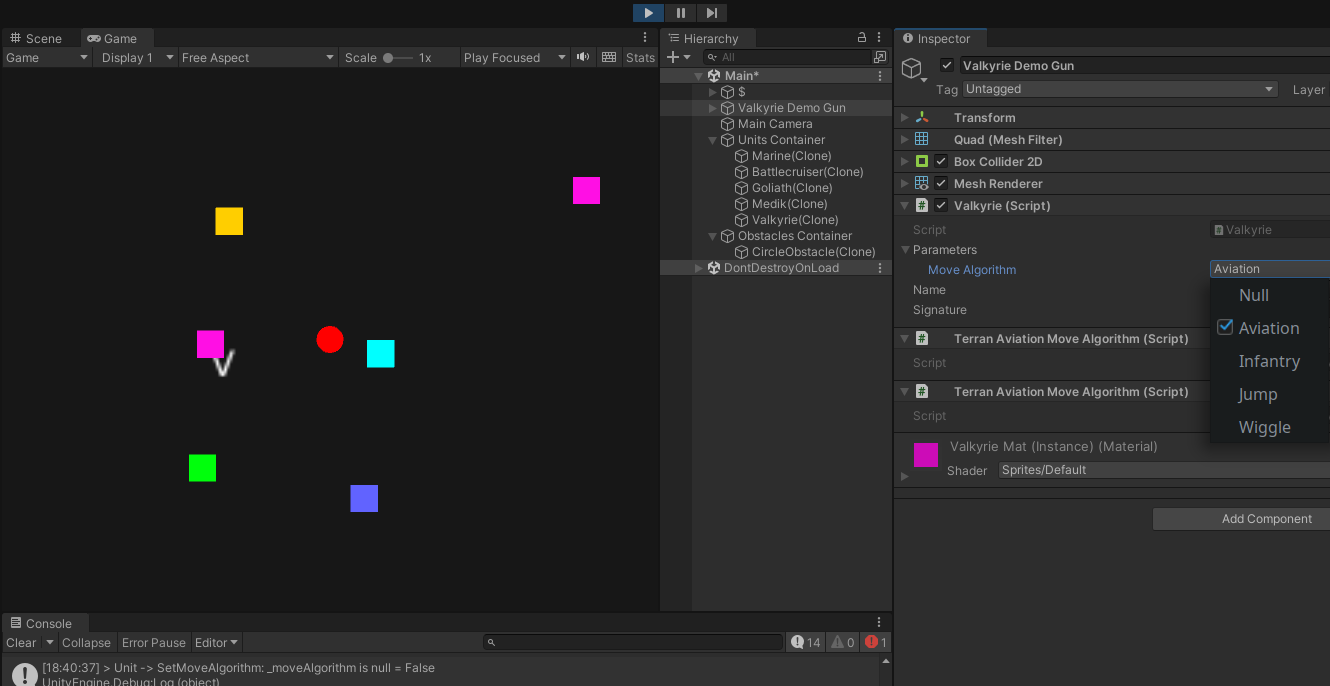 Scene Game
Game Display 1 Free Aspect Scale 1x Play Focused Stats
V
Hierarchy
All
Main*
$
Valkyrie Demo Gun
Main Camera
Units Container
Marine(Clone)
Battlecruiser(Clone)
Goliath(Clone)
Medik(Clone)
Valkyrie(Clone)
Obstacles Container
CircleObstacle(Clone)
DontDestroyOnLoad
Inspector
Valkyrie Demo Gun
Tag Untagged Layer
Transform
Quad (Mesh Filter)
Box Collider 2D
Mesh Renderer
# Valkyrie (Script)
Script # Valkyrie
Parameters
Move Algorithm Aviation
Name
Signature
Null
Aviation
Infantry
Jump
Wiggle
# Terran Aviation Move Algorithm (Script)
Script
# Terran Aviation Move Algorithm (Script)
Script
Valkyrie Mat (Instance) (Material)
Shader Sprites/Default
Add Component
Console
Clear Collapse Error Pause Editor 14 0 1
[18:40:37] > Unit -> SetMoveAlgorithm: _moveAlgorithm is null = False
UnityEngine.Debug:Log (object)